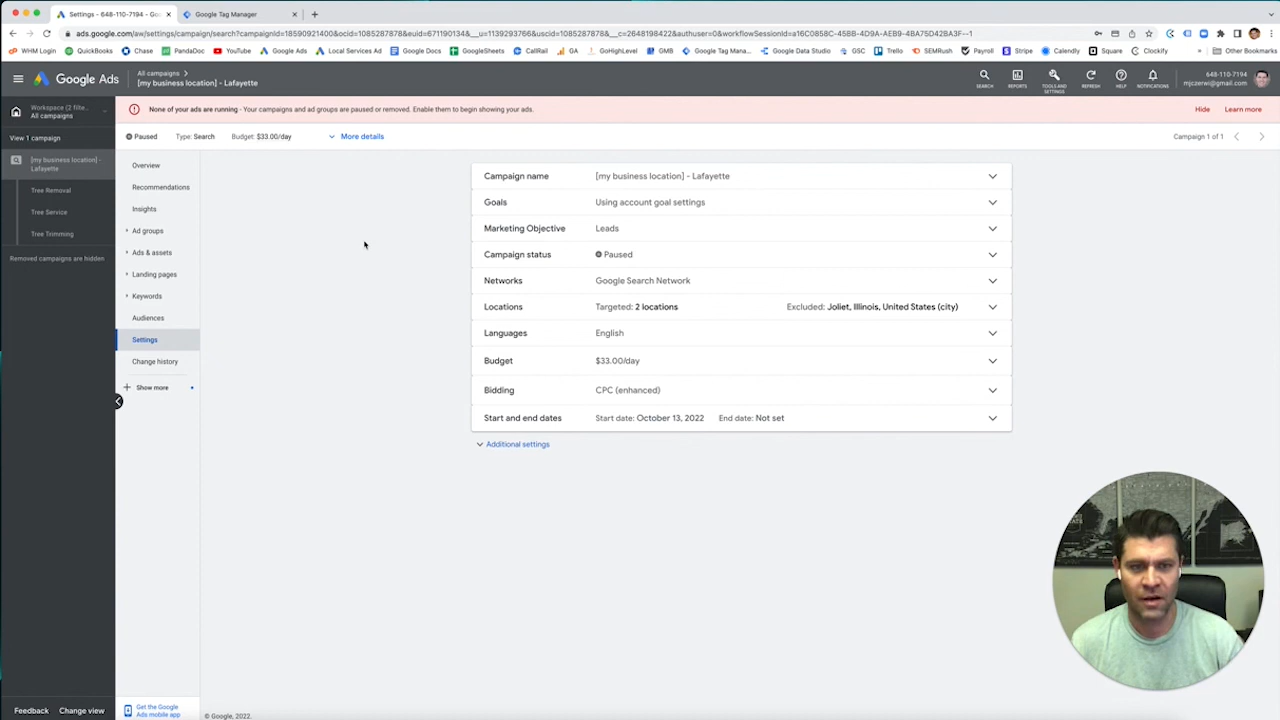 Settings - 648-110-7194 - Goo
Google Tag Manager
ads.google.com/aw/settings/campaign/search?campaignId=18590921400&ocid=1085287878&euid=671190134&__u=1139293766&uscid=1085287878&__c=2648198422&authuser=0&workflowSessionId=a16C0858C-45BB-4D9A-AEB9-4BA75D42B3AF--1
WHM Login
QuickBooks
Chase
PandaDoc
YouTube
Google Ads
Local Services Ad
Google Docs
GoogleSheets
CallRail
GA
GoHighLevel
GMB
Google Tag Mana...
Google Data Studio
GSC
Trello
SEMRush
Payroll
Stripe
Calendly
Square
Clockify
»
Other Bookmarks
Google Ads
All campaigns
[my business location] - Lafayette
SEARCH
REPORTS
TOOLS AND SETTINGS
REFRESH
HELP
NOTIFICATIONS
648-110-7194
mjczerwi@gmail.com
Workspace (2 filte...
All campaigns
None of your ads are running - Your campaigns and ad groups are paused or removed. Enable them to begin showing your ads.
Hide
Learn more
View 1 campaign
Paused
Type: Search
Budget: $33.00/day
More details
Campaign 1 of 1
[my business location] -
Lafayette
Tree Removal
Tree Service
Tree Trimming
Removed campaigns are hidden
Overview
Recommendations
Insights
Ad groups
Ads & assets
Landing pages
Keywords
Audiences
Settings
Change history
Show more
Campaign name [my business location] - Lafayette
Goals Using account goal settings
Marketing Objective Leads
Campaign status Paused
Networks Google Search Network
Locations Targeted: 2 locations Excluded: Joliet, Illinois, United States (city)
Languages English
Budget $33.00/day
Bidding CPC (enhanced)
Start and end dates Start date: October 13, 2022 End date: Not set
Additional settings
Feedback
Change view
Get the Google
Ads mobile app
© Google, 2022.